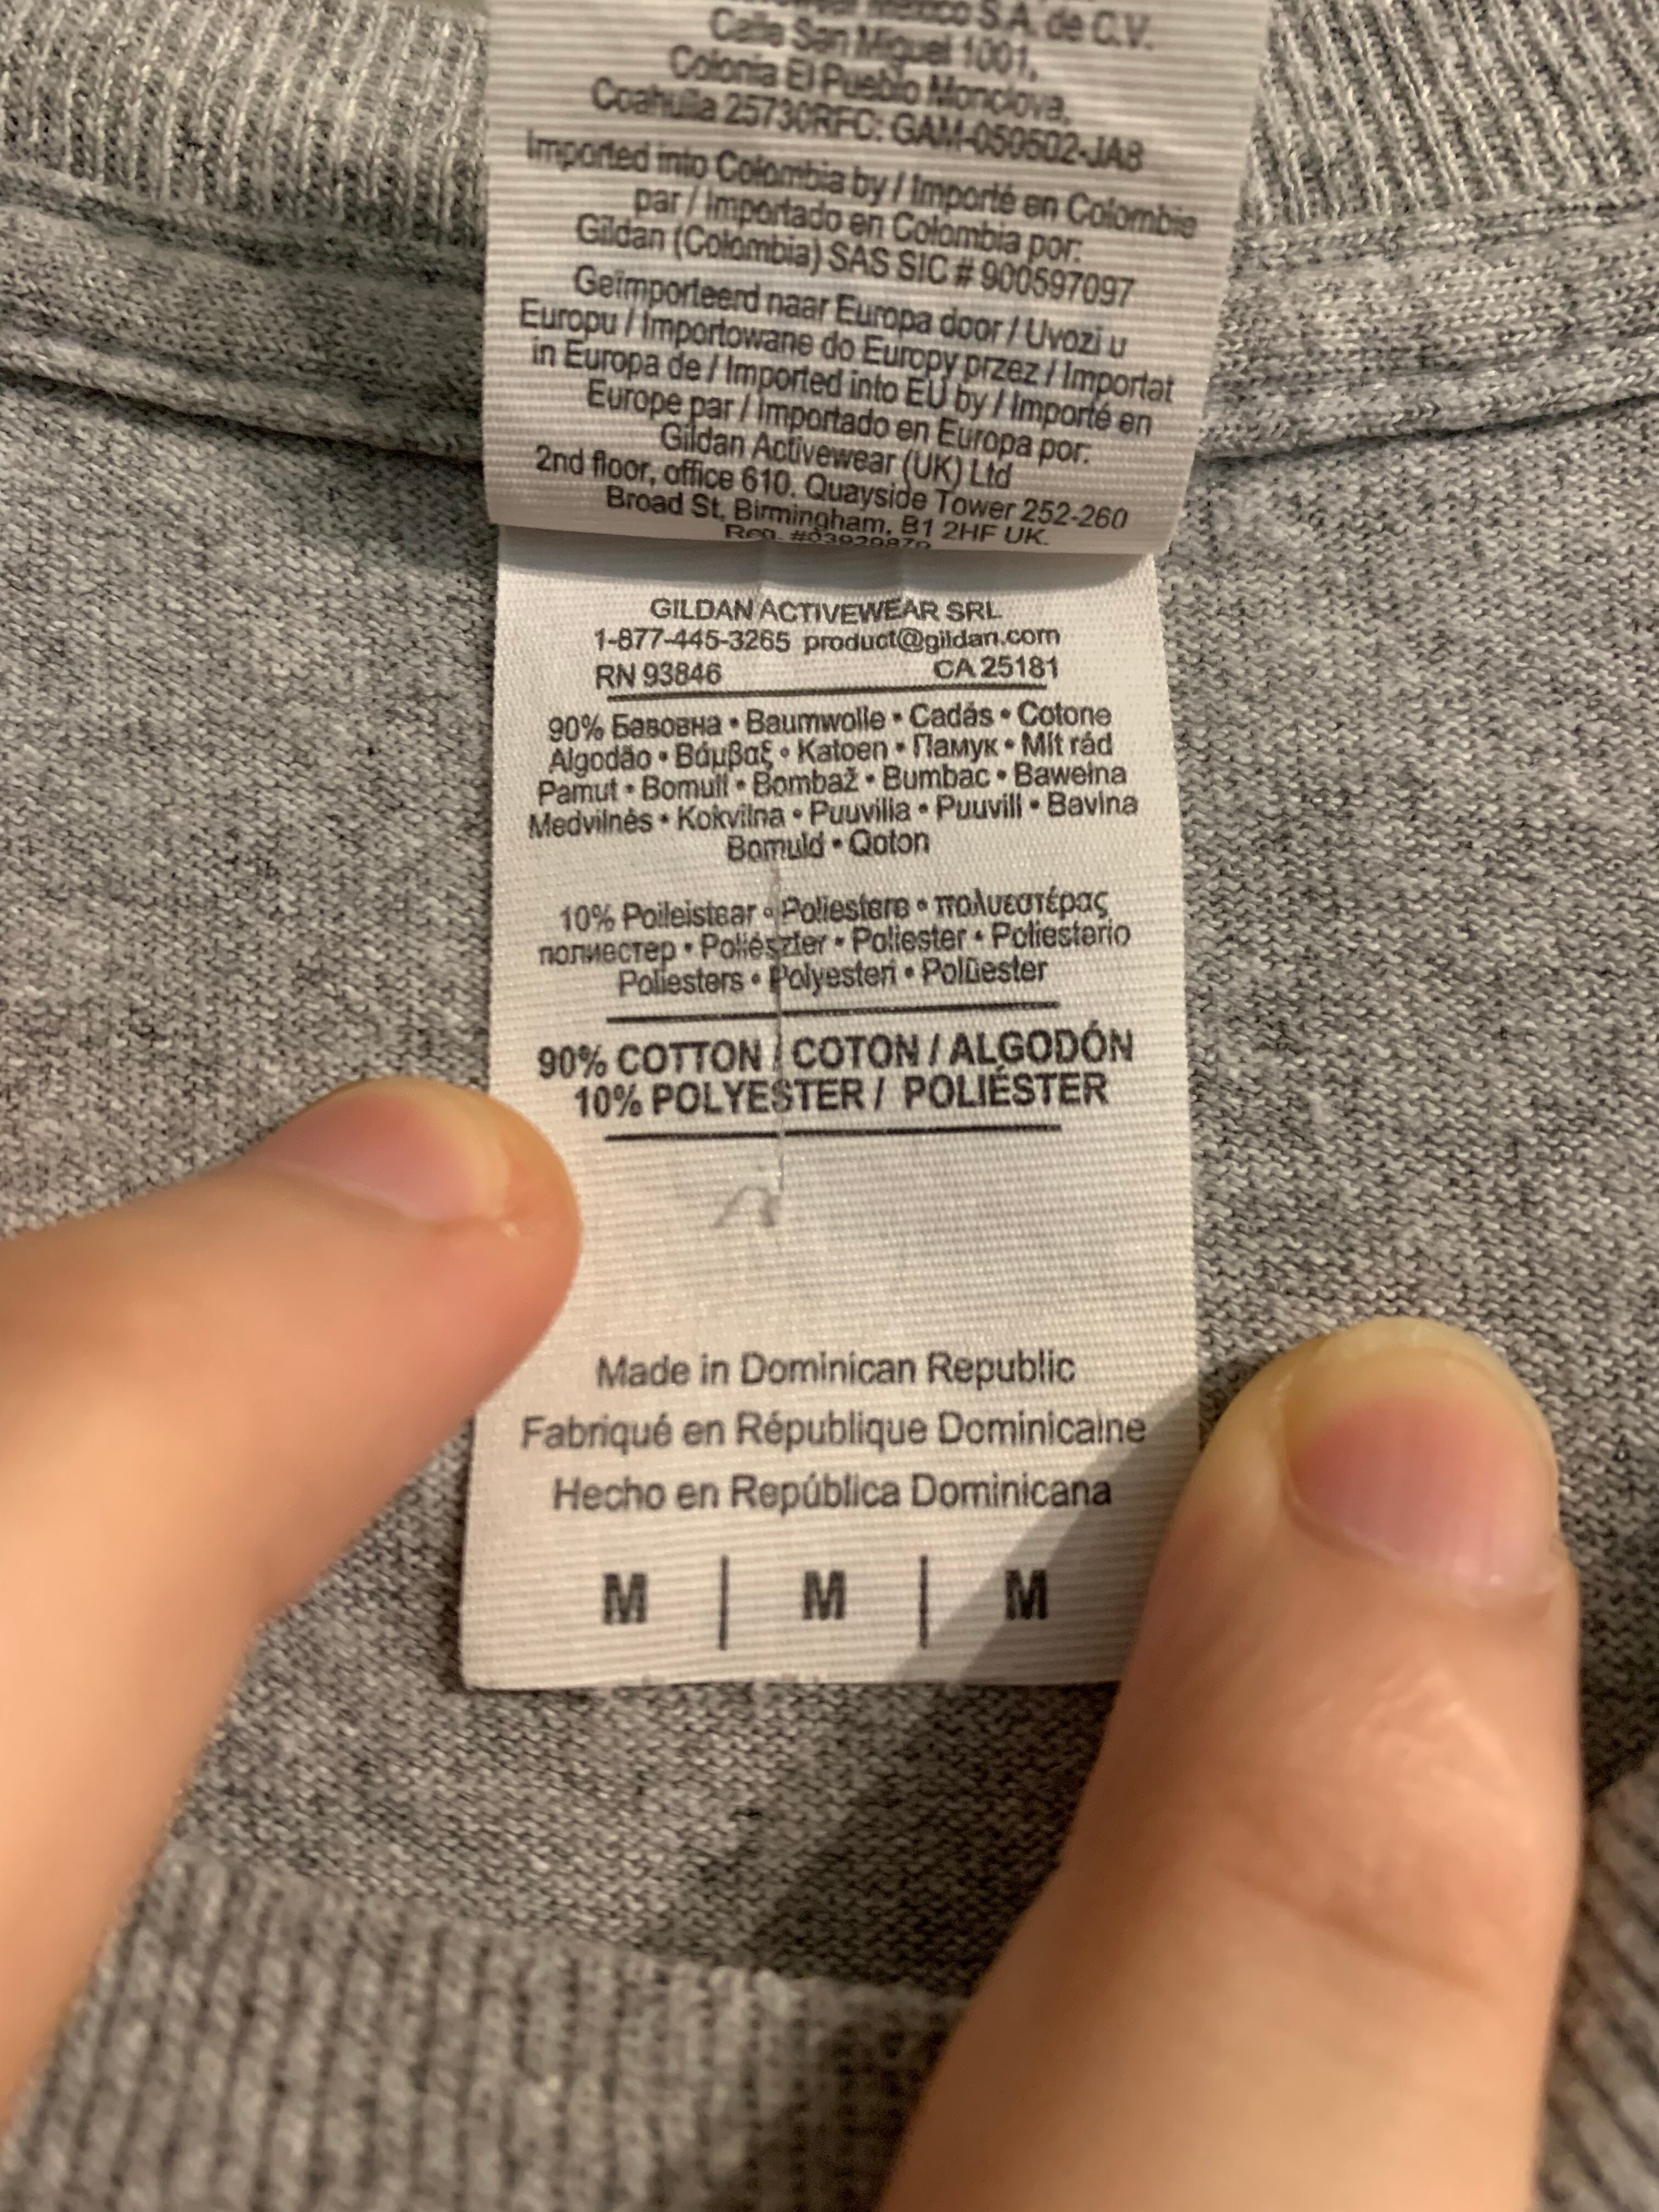 México S.A. de C.V.
Calle San Miguel 1001,
Colonia El Pueblo Monclova,
Coahuila 25730RFC: GAM-050502-JA8
Imported into Colombia by / Importé en Colombie
par / Importado en Colombia por:
Gildan (Colombia) SAS SIC # 900597097
Geïmporteerd naar Europa door / Uvozi u
Europu / Importowane do Europy przez / Importat
in Europa de / Imported into EU by / Importé en
Europe par / Importado en Europa por:
Gildan Activewear (UK) Ltd
2nd floor, office 610. Quayside Tower 252-260
Broad St, Birmingham, B1 2HF UK.
Reg. #03929870
GILDAN ACTIVEWEAR SRL
1-877-445-3265 product@gildan.com
RN 93846 CA 25181
90% Бавовна • Baumwolle • Cadás • Cotone
Algodão • Βάμβαξ • Katoen • Памук • Mít rád
Pamut • Bomull • Bombaž • Bumbac • Bawełna
Medvilnės • Kokvilna • Puuvilla • Puuvill • Bavlna
Bomuld • Qoton
10% Poileistear • Poliestere • πολυεστέρας
полиестер • Poliészter • Poliester • Poliesterio
Poliesters • Polyesteri • Polüester
90% COTTON / COTON / ALGODÓN
10% POLYESTER / POLIÉSTER
Made in Dominican Republic
Fabriqué en République Dominicaine
Hecho en República Dominicana
M | M | M